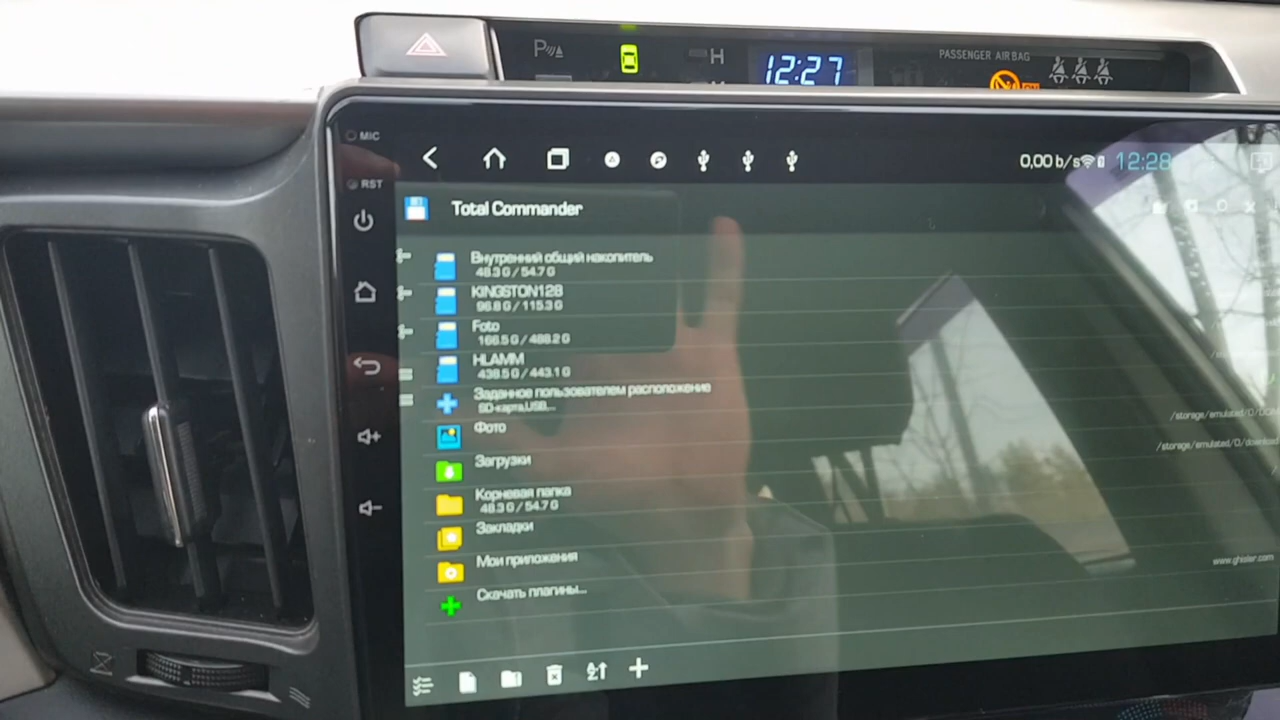 P
H
12:27
PASSENGER AIR BAG
MIC
RST
0,00 b/s
12:28
Total Commander
Внутренний общий накопитель
48.3 G / 54.7 G
KINGSTON128
96.8 G / 115.3 G
Foto
166.5 G / 488.2 G
HLAMM
438.5 G / 443.1 G
Заданное пользователем расположение
SD-карта,USB,...
Фото
/storage/emulated/0/DCIM
Загрузки
/storage/emulated/0/download
Корневая папка
48.3 G / 54.7 G
/
Закладки
Мои приложения
Скачать плагины...
www.ghisler.com